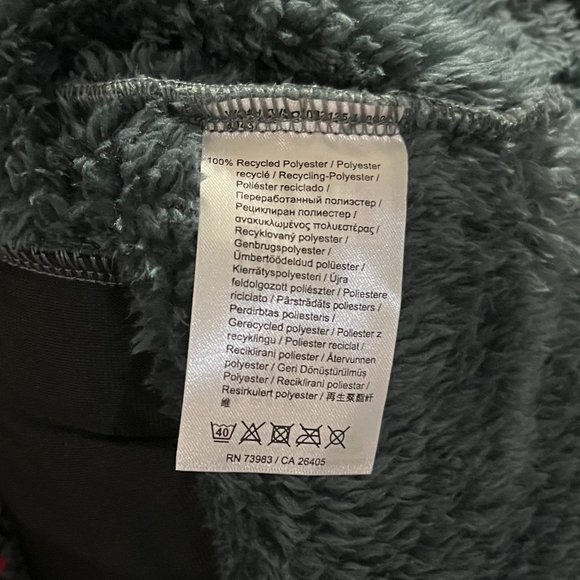 100% Recycled Polyester / Polyester
recyclé / Recycling-Polyester /
Poliéster reciclado /
Переработанный полиэстер /
Рециклиран полиестер /
ανακυκλωμένος πολυεστέρας /
Recyklovaný polyester /
Genbrugspolyester /
Ümbertöödeldud polüester /
Kierrätyspolyesteri / Újra
feldolgozott poliészter / Poliestere
riciclato / Pārstrādāts poliesters /
Perdirbtas poliesteris /
Gerecycled polyester / Poliester z
recyklingu / Poliester reciclat /
Reciklirani poliester / Återvunnen
polyester / Geri Dönüştürülmüş
Polyester / Reciklirani poliestar /
Resirkulert polyester / 再生聚酯纤
维
40
RN 73983 / CA 26405